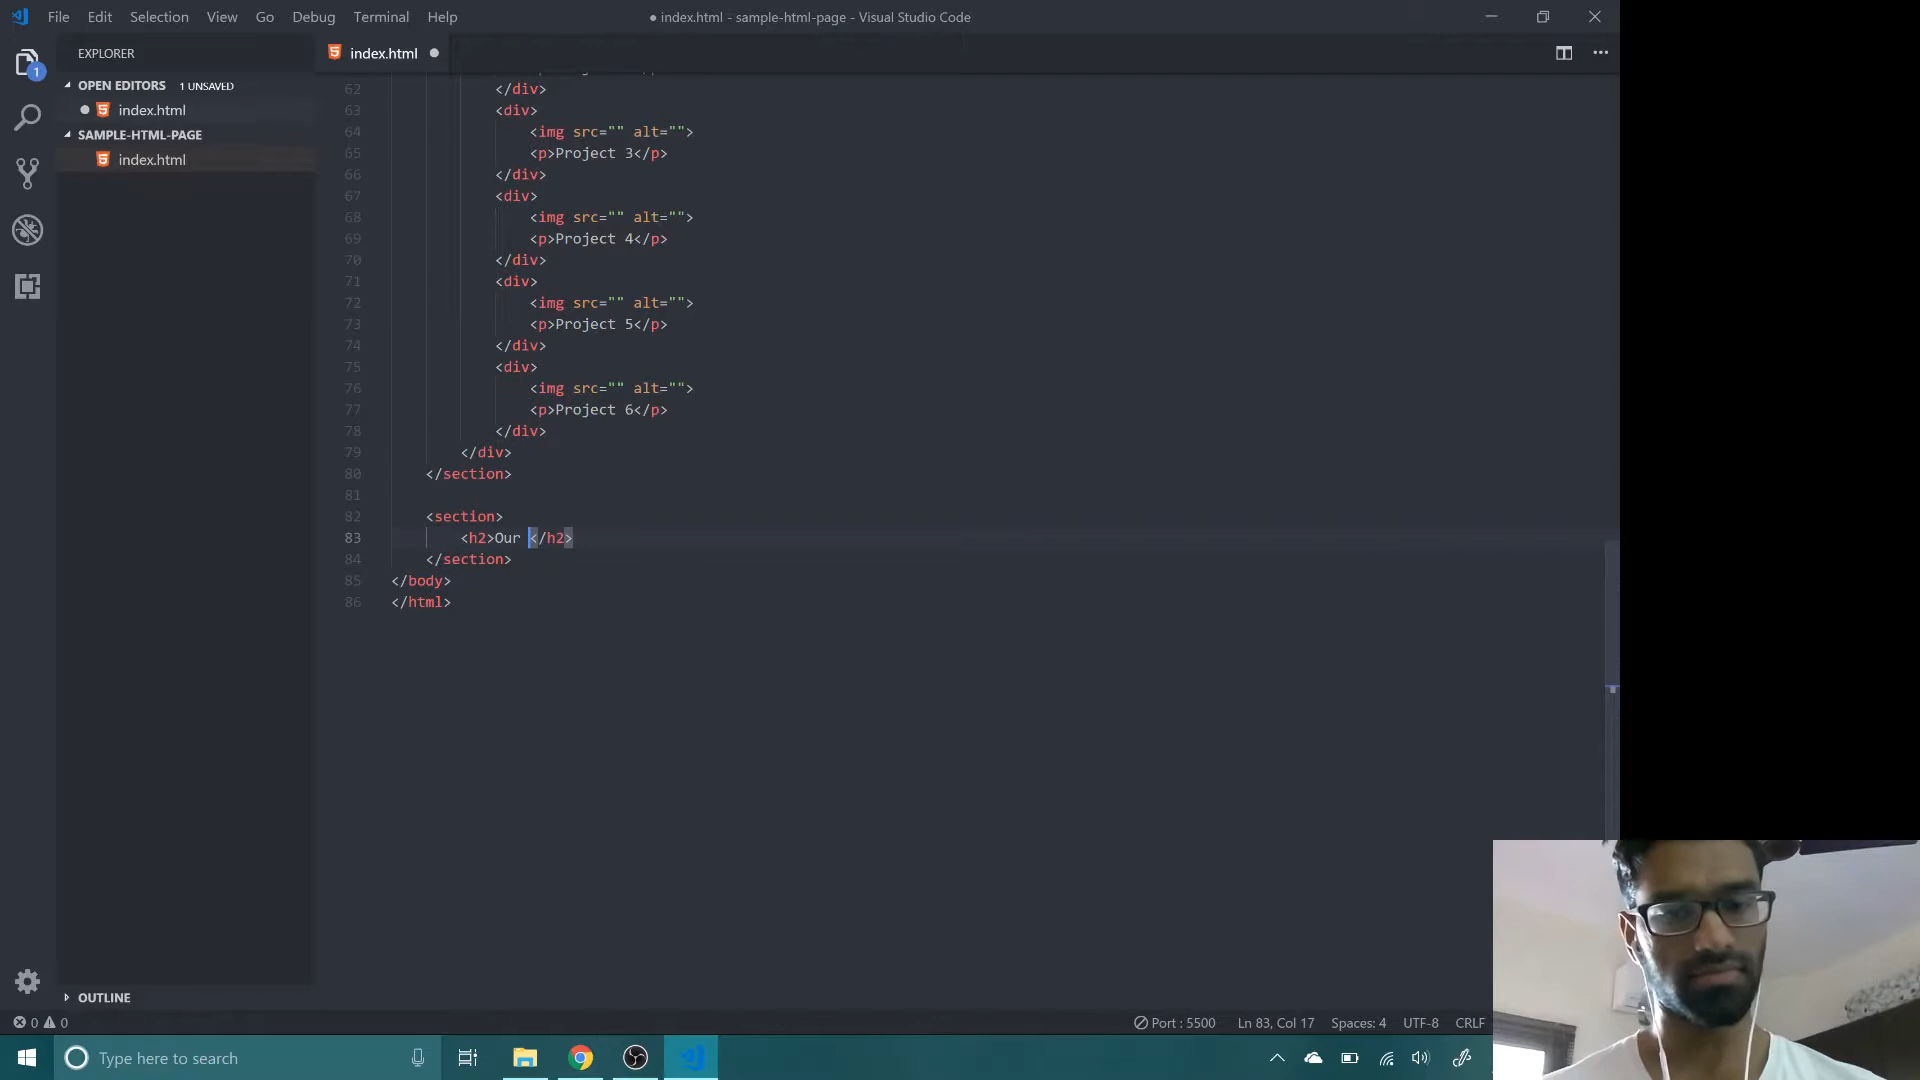 File Edit Selection View Go Debug Terminal Help
● index.html - sample-html-page - Visual Studio Code
EXPLORER
index.html
OPEN EDITORS 1 UNSAVED
index.html
SAMPLE-HTML-PAGE
index.html
1
62 </div>
63 <div>
64 <img src="" alt="">
65 <p>Project 3</p>
66 </div>
67 <div>
68 <img src="" alt="">
69 <p>Project 4</p>
70 </div>
71 <div>
72 <img src="" alt="">
73 <p>Project 5</p>
74 </div>
75 <div>
76 <img src="" alt="">
77 <p>Project 6</p>
78 </div>
79 </div>
80 </section>
81
82 <section>
83 <h2>Our </h2>
84 </section>
85 </body>
86 </html>
OUTLINE
0 0
Port : 5500 Ln 83, Col 17 Spaces: 4 UTF-8 CRLF
Type here to search